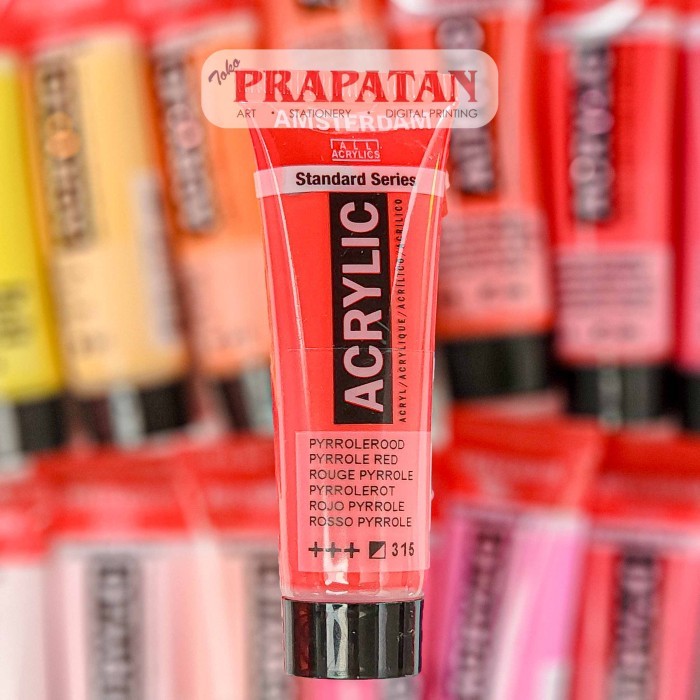 Toko
PRAPATAN
ART • STATIONERY • DIGITAL PRINTING
AMSTERDAM
ALL
ACRYLICS
Standard Series
ACRYLIC
ACRYL/ACRYLIQUE/ACRÍLICO/ACRILICO
PYRROLEROOD
PYRROLE RED
ROUGE PYRROLE
PYRROLEROT
ROJO PYRROLE
ROSSO PYRROLE
+++ 315